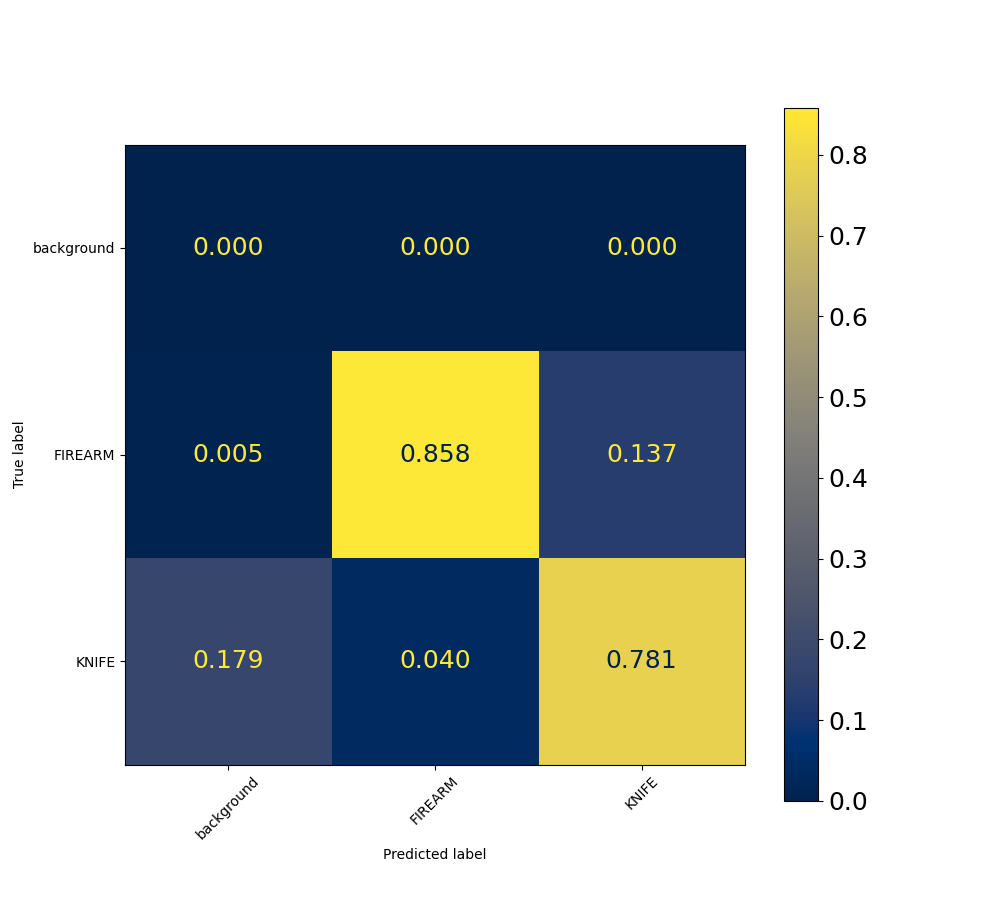 background 0.000 0.000 0.000
FIREARM 0.005 0.858 0.137
KNIFE 0.179 0.040 0.781
True label
background FIREARM KNIFE
Predicted label
0.8
0.7
0.6
0.5
0.4
0.3
0.2
0.1
0.0